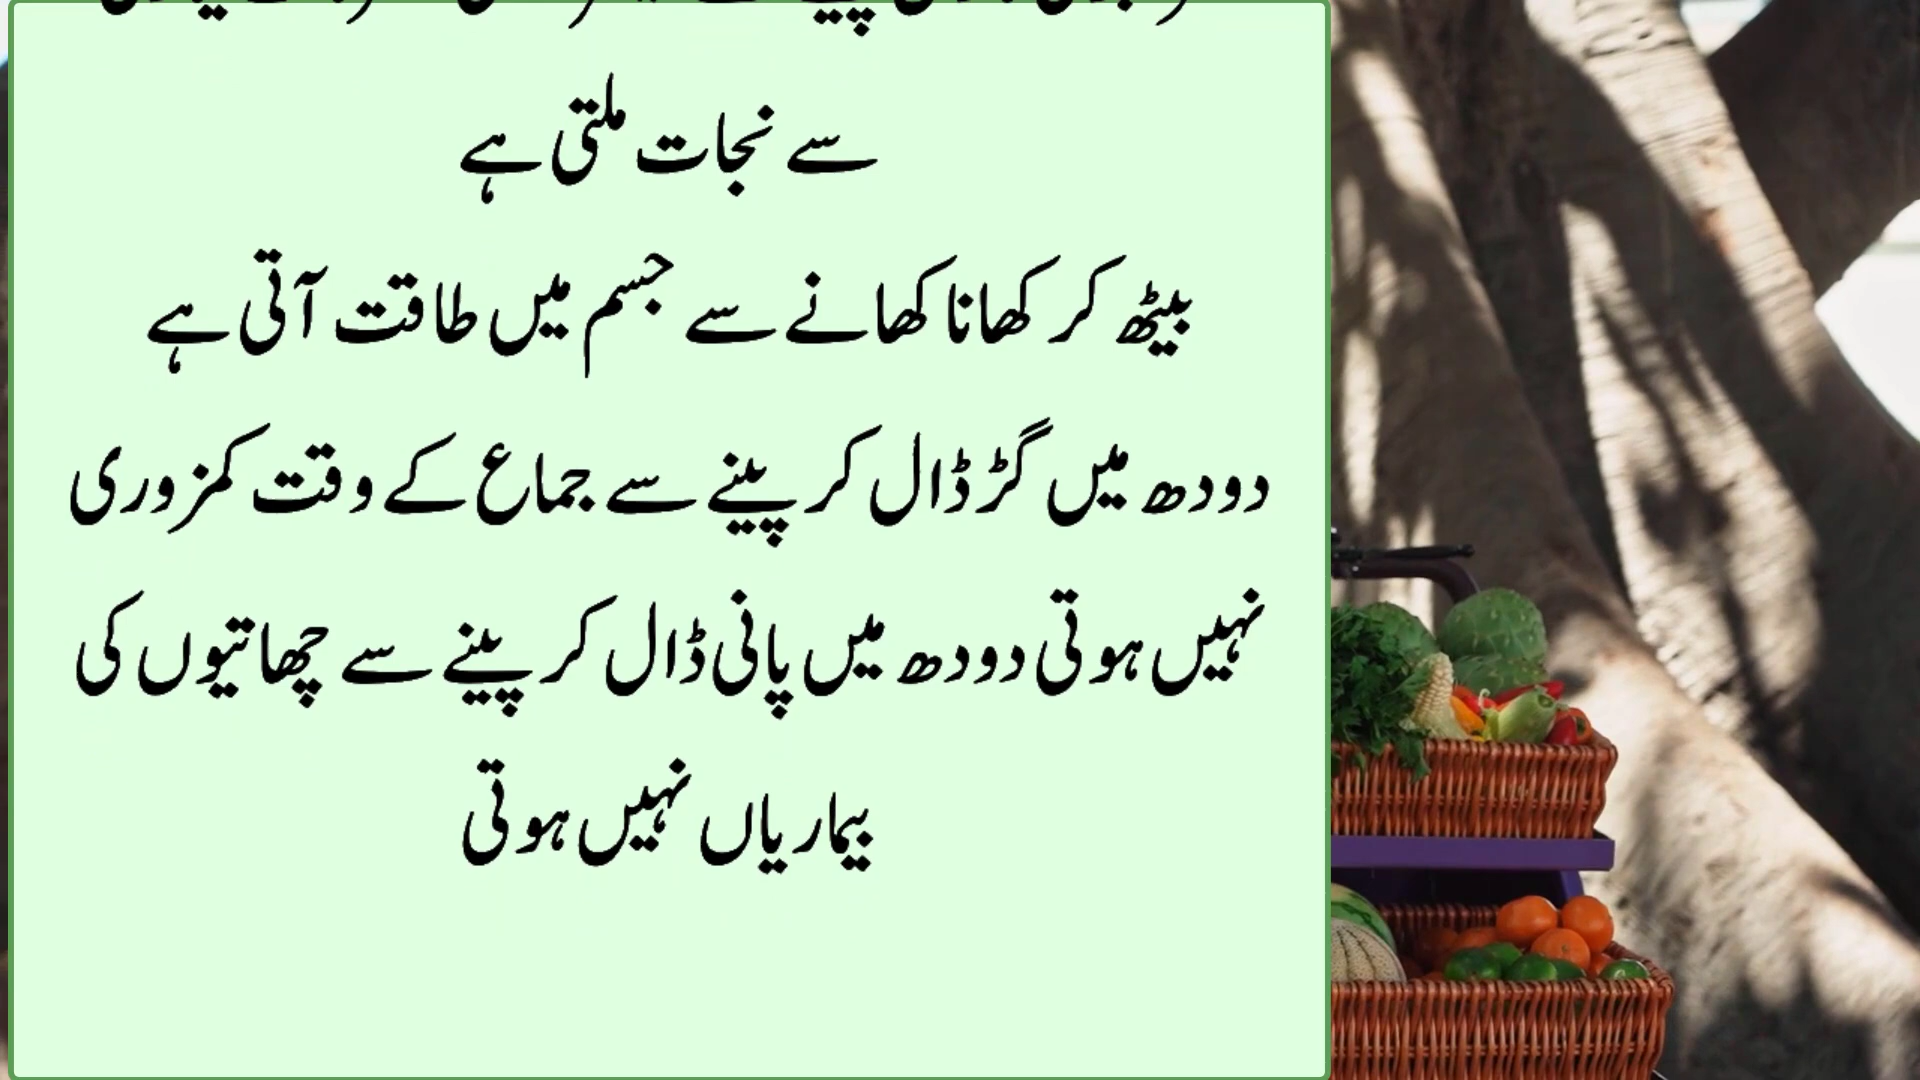 سے نجات ملتی ہے
بیٹھ کر کھانا کھانے سے جسم میں طاقت آتی ہے
دودھ میں گڑ ڈال کر پینے سے جماع کے وقت کمزوری
نہیں ہوتی دودھ میں پانی ڈال کر پینے سے چھاتیوں کی
بیماریاں نہیں ہوتی